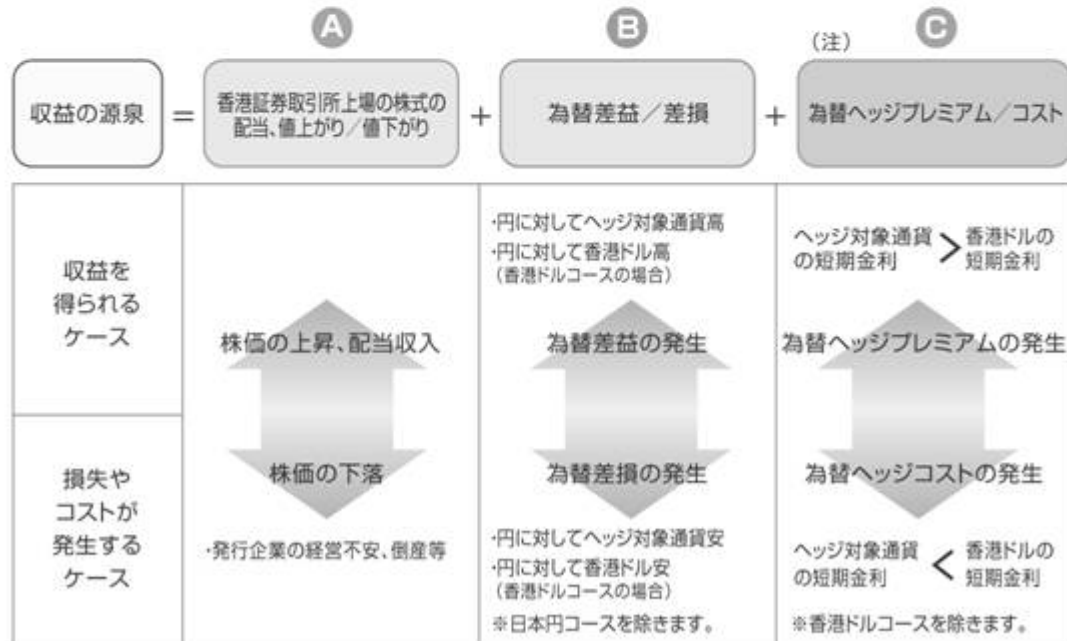 A
B
(注)
C
収益の源泉
=
香港証券取引所上場の株式の
配当、値上がり/値下がり
+
為替差益/差損
+
為替ヘッジプレミアム/コスト
収益を
得られる
ケース
株価の上昇、配当収入
・円に対してヘッジ対象通貨高
・円に対して香港ドル高
(香港ドルコースの場合)
為替差益の発生
ヘッジ対象通貨
の短期金利
>
香港ドルの
短期金利
為替ヘッジプレミアムの発生
損失や
コストが
発生する
ケース
株価の下落
・発行企業の経営不安、倒産等
為替差損の発生
・円に対してヘッジ対象通貨安
・円に対して香港ドル安
(香港ドルコースの場合)
※日本円コースを除きます。
為替ヘッジコストの発生
ヘッジ対象通貨
の短期金利
<
香港ドルの
短期金利
※香港ドルコースを除きます。